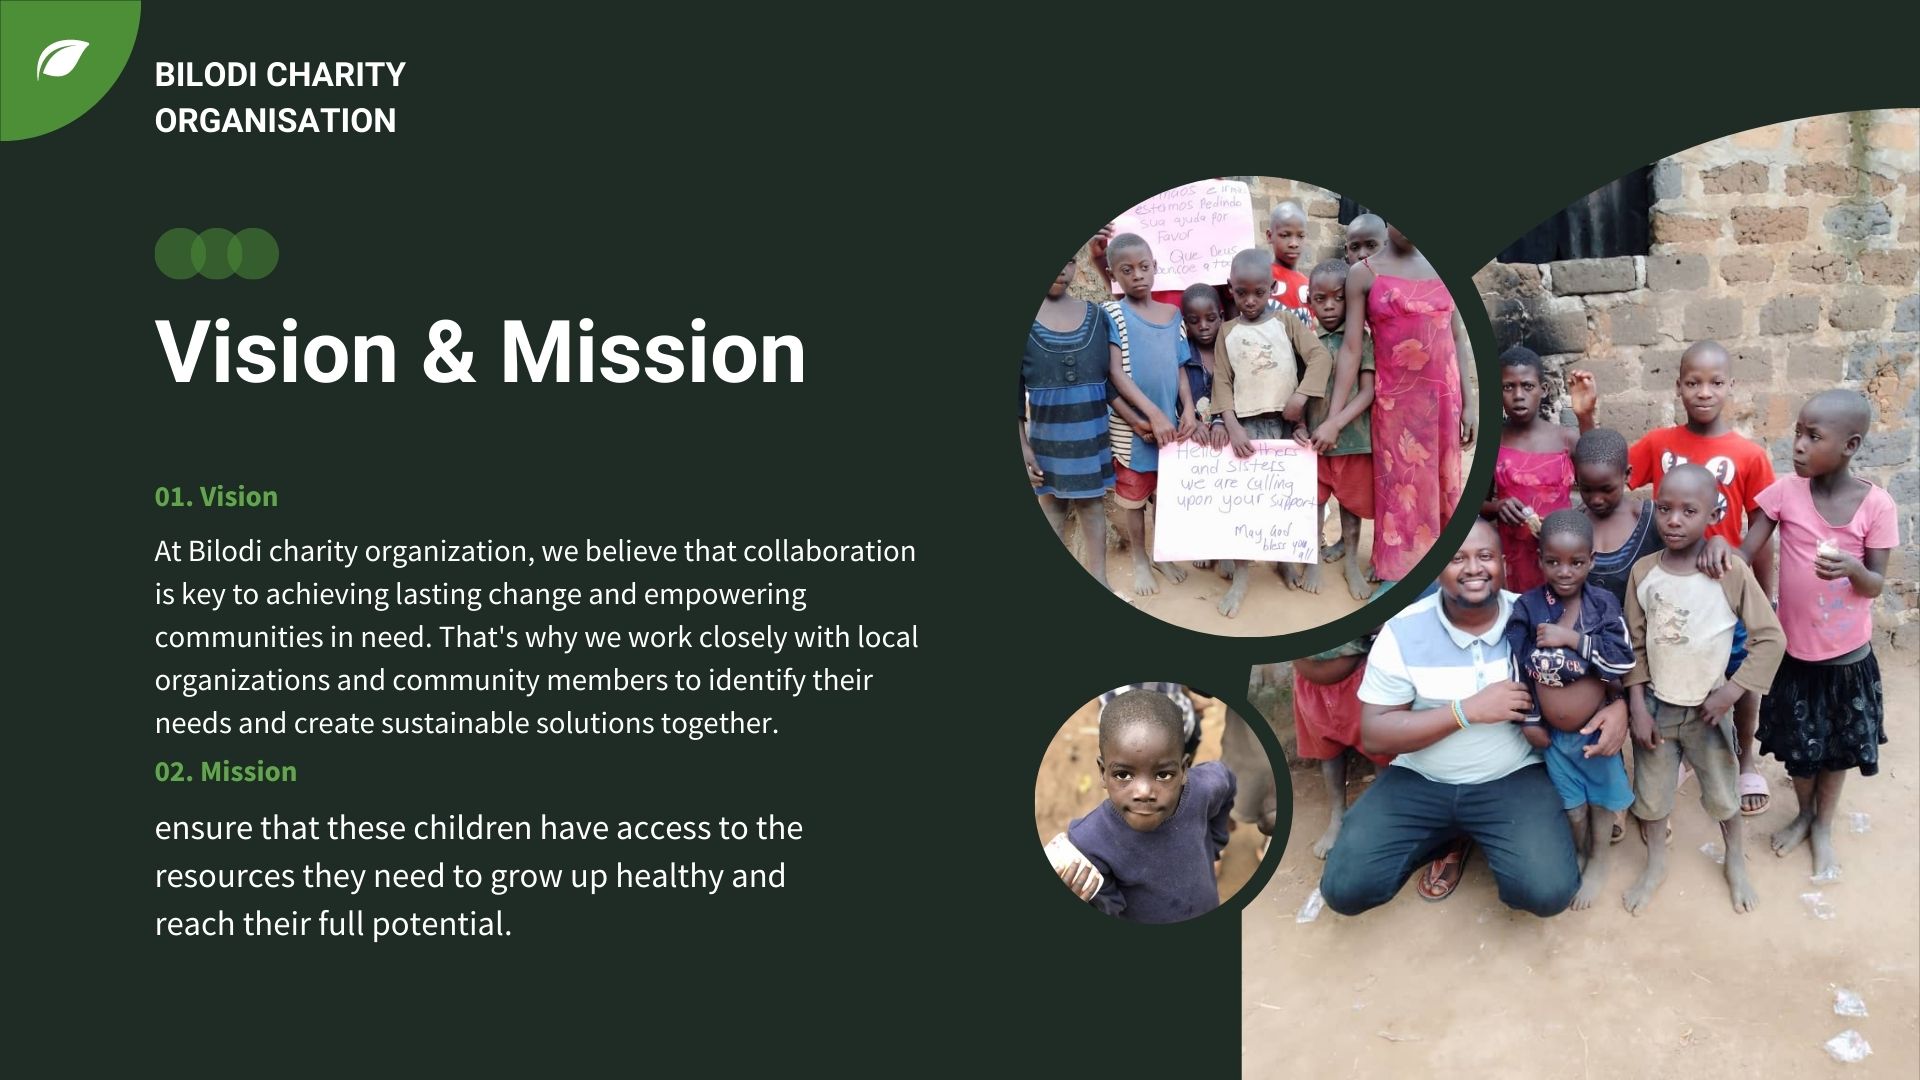 BILODI CHARITY
ORGANISATION
Vision & Mission
01. Vision
At Bilodi charity organization, we believe that collaboration
is key to achieving lasting change and empowering
communities in need. That's why we work closely with local
organizations and community members to identify their
needs and create sustainable solutions together.
02. Mission
ensure that these children have access to the
resources they need to grow up healthy and
reach their full potential.
estamos Pedindo
sua ajuda por
Favor
Que Deus
Hello
and sisters
we are calling
upon your support
May God
bless you
all